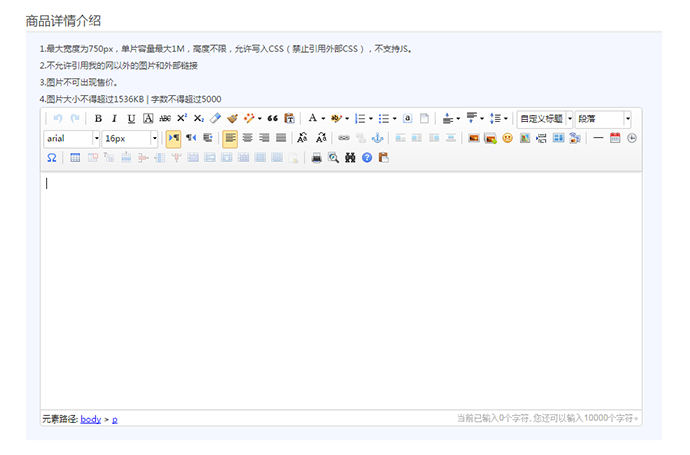 商品详情介绍
1.最大宽度为750px，单片容量最大1M，高度不限，允许写入CSS（禁止引用外部CSS），不支持JS。
2.不允许引用我的网以外的图片和外部链接
3.图片不可出现售价。
4.图片大小不得超过1536KB | 字数不得超过5000
B I U A ABC X² X₂ A ab a 自定义标题 段落
arial 16px
Ω
元素路径: body > p 当前已输入0个字符, 您还可以输入10000个字符。